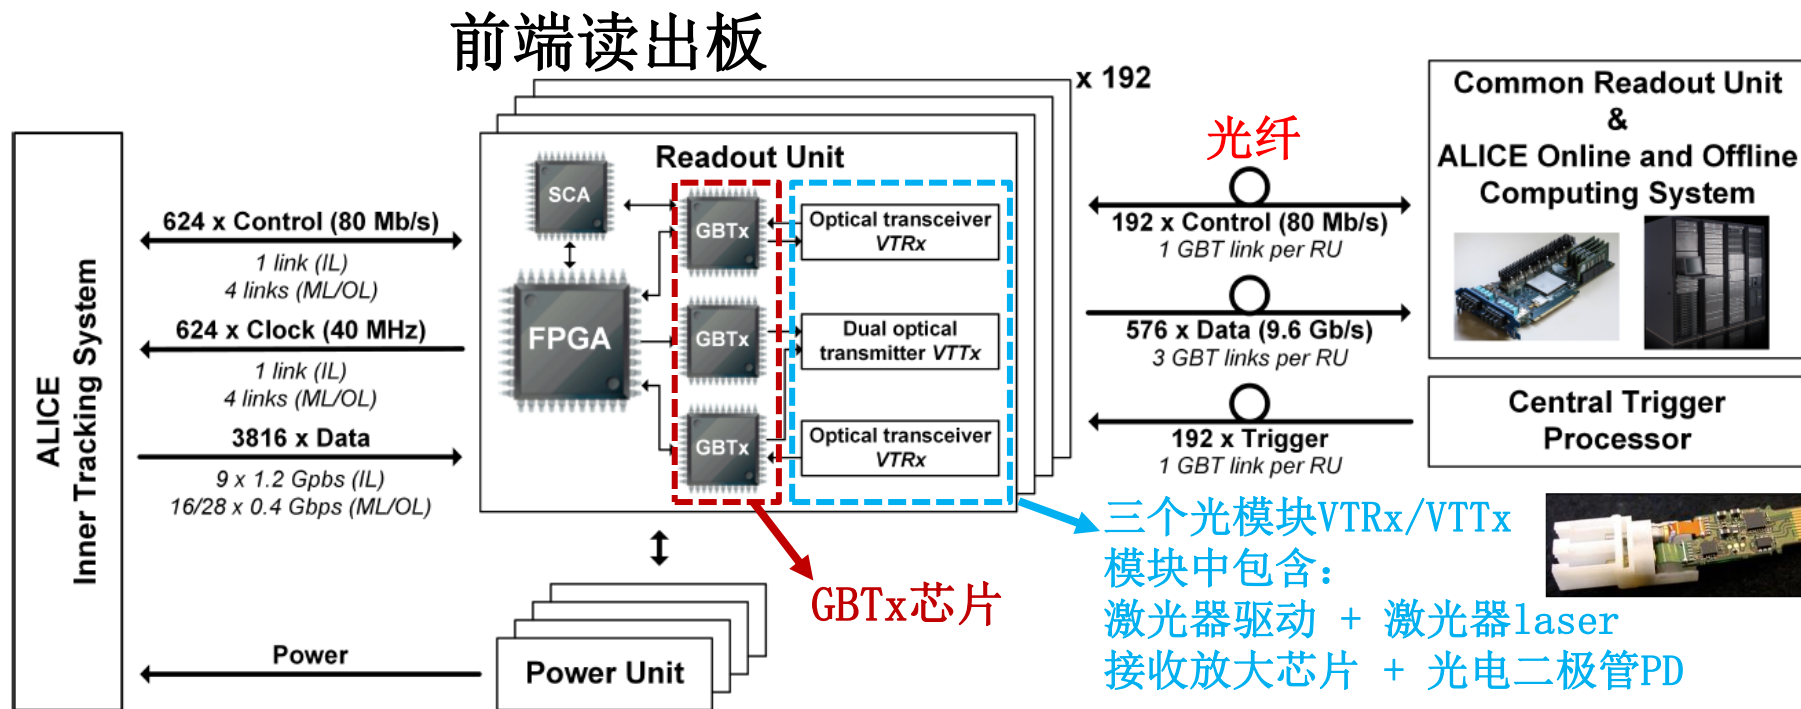 前端读出板
x 192
ALICE
Inner Tracking System
624 x Control (80 Mb/s)
1 link (IL)
4 links (ML/OL)
624 x Clock (40 MHz)
1 link (IL)
4 links (ML/OL)
3816 x Data
9 x 1.2 Gpbs (IL)
16/28 x 0.4 Gbps (ML/OL)
Power
Readout Unit
SCA
FPGA
GBTx
GBTx
GBTx
Optical transceiver
VTRx
Dual optical
transmitter VTTx
Optical transceiver
VTRx
Power Unit
光纤
192 x Control (80 Mb/s)
1 GBT link per RU
576 x Data (9.6 Gb/s)
3 GBT links per RU
192 x Trigger
1 GBT link per RU
Common Readout Unit
&
ALICE Online and Offline
Computing System
Central Trigger
Processor
GBTx芯片
三个光模块VTRx/VTTx
模块中包含:
激光器驱动 + 激光器laser
接收放大芯片 + 光电二极管PD